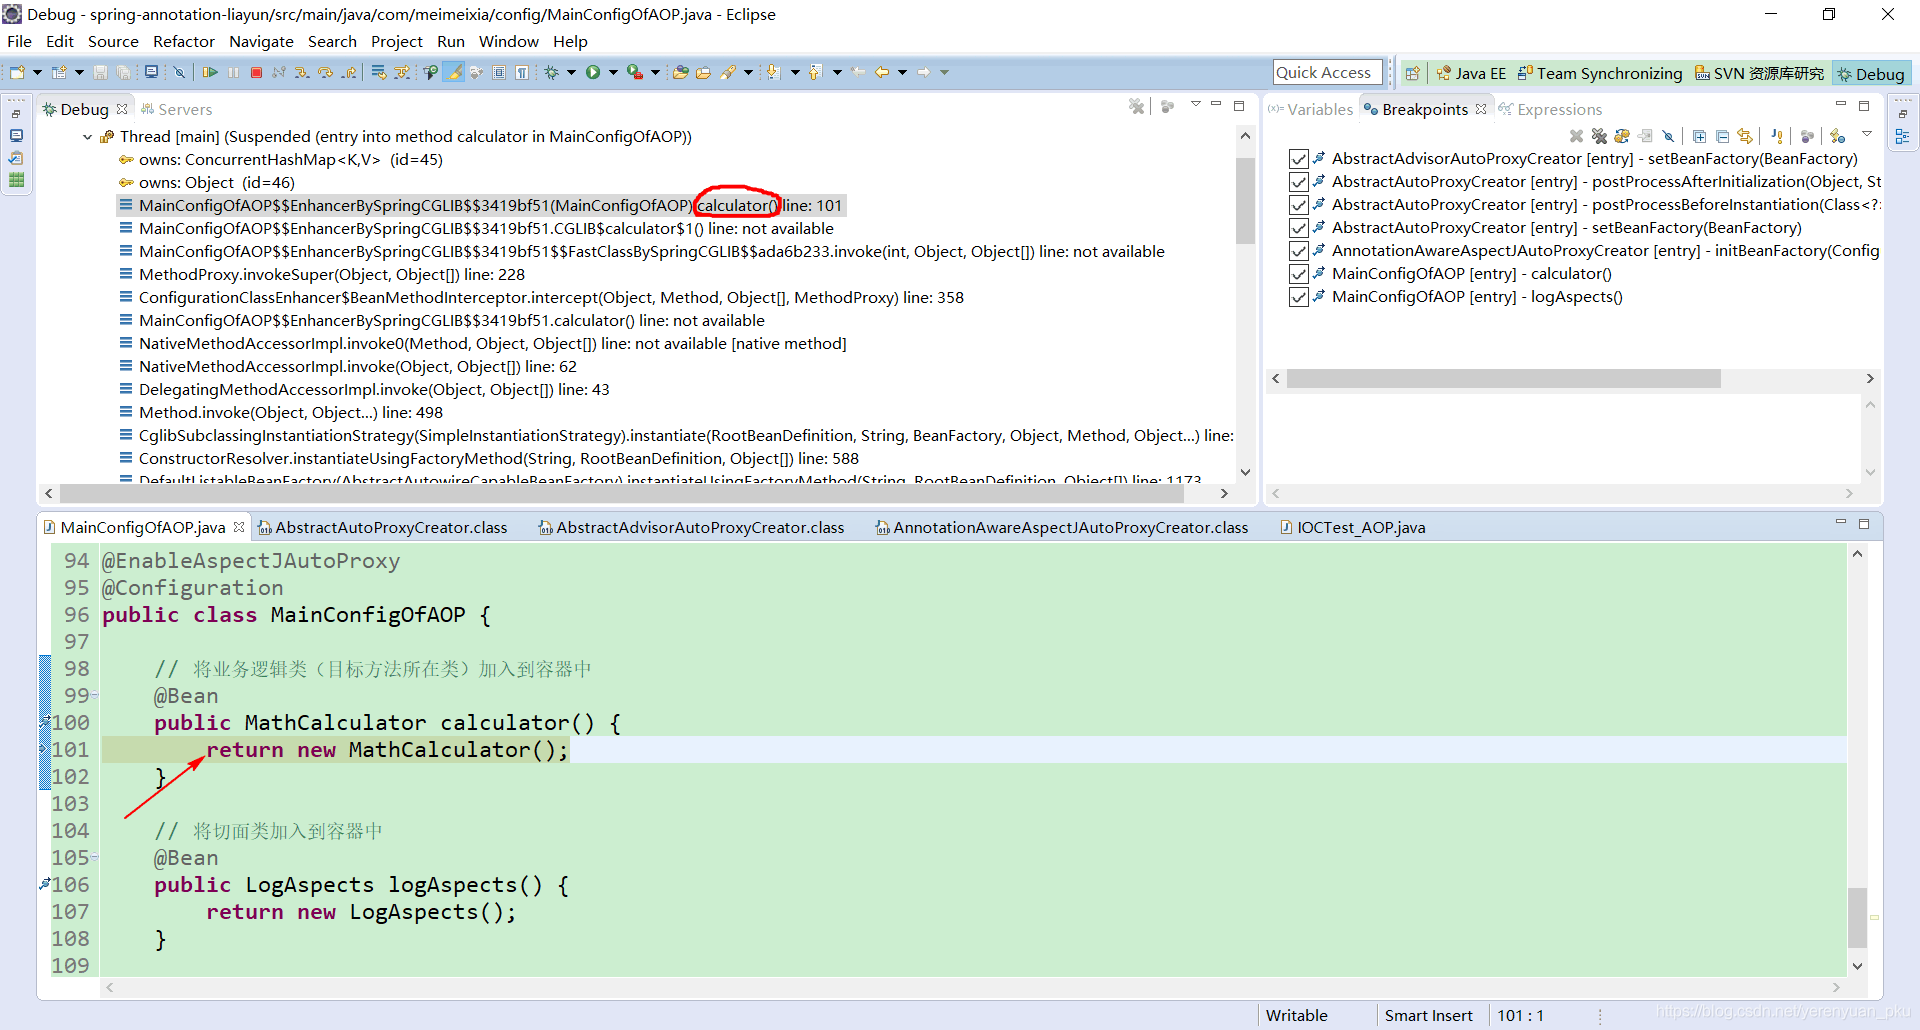 Debug - spring-annotation-liayun/src/main/java/com/meimeixia/config/MainConfigOfAOP.java - Eclipse
File Edit Source Refactor Navigate Search Project Run Window Help
Quick Access Java EE Team Synchronizing SVN 资源库研究 Debug
Debug Servers
Thread [main] (Suspended (entry into method calculator in MainConfigOfAOP))
owns: ConcurrentHashMap<K,V> (id=45)
owns: Object (id=46)
MainConfigOfAOP$$EnhancerBySpringCGLIB$$3419bf51(MainConfigOfAOP).calculator() line: 101
MainConfigOfAOP$$EnhancerBySpringCGLIB$$3419bf51.CGLIB$calculator$1() line: not available
MainConfigOfAOP$$EnhancerBySpringCGLIB$$3419bf51$$FastClassBySpringCGLIB$$ada6b233.invoke(int, Object, Object[]) line: not available
MethodProxy.invokeSuper(Object, Object[]) line: 228
ConfigurationClassEnhancer$BeanMethodInterceptor.intercept(Object, Method, Object[], MethodProxy) line: 358
MainConfigOfAOP$$EnhancerBySpringCGLIB$$3419bf51.calculator() line: not available
NativeMethodAccessorImpl.invoke0(Method, Object, Object[]) line: not available [native method]
NativeMethodAccessorImpl.invoke(Object, Object[]) line: 62
DelegatingMethodAccessorImpl.invoke(Object, Object[]) line: 43
Method.invoke(Object, Object...) line: 498
CglibSubclassingInstantiationStrategy(SimpleInstantiationStrategy).instantiate(RootBeanDefinition, String, BeanFactory, Object, Method, Object...) line:
ConstructorResolver.instantiateUsingFactoryMethod(String, RootBeanDefinition, Object[]) line: 588
DefaultListableBeanFactory(AbstractAutowireCapableBeanFactory).instantiateUsingFactoryMethod(String, RootBeanDefinition, Object[]) line: 1173
(x)= Variables Breakpoints Expressions
AbstractAdvisorAutoProxyCreator [entry] - setBeanFactory(BeanFactory)
AbstractAutoProxyCreator [entry] - postProcessAfterInitialization(Object, St
AbstractAutoProxyCreator [entry] - postProcessBeforeInstantiation(Class<?>
AbstractAutoProxyCreator [entry] - setBeanFactory(BeanFactory)
AnnotationAwareAspectJAutoProxyCreator [entry] - initBeanFactory(Config
MainConfigOfAOP [entry] - calculator()
MainConfigOfAOP [entry] - logAspects()
MainConfigOfAOP.java AbstractAutoProxyCreator.class AbstractAdvisorAutoProxyCreator.class AnnotationAwareAspectJAutoProxyCreator.class IOCTest_AOP.java
94 @EnableAspectJAutoProxy
95 @Configuration
96 public class MainConfigOfAOP {
97
98 // 将业务逻辑类（目标方法所在类）加入到容器中
99 @Bean
100 public MathCalculator calculator() {
101 return new MathCalculator();
102 }
103
104 // 将切面类加入到容器中
105 @Bean
106 public LogAspects logAspects() {
107 return new LogAspects();
108 }
109
Writable Smart Insert 101 : 1
https://blog.csdn.net/yerenyuan_pku